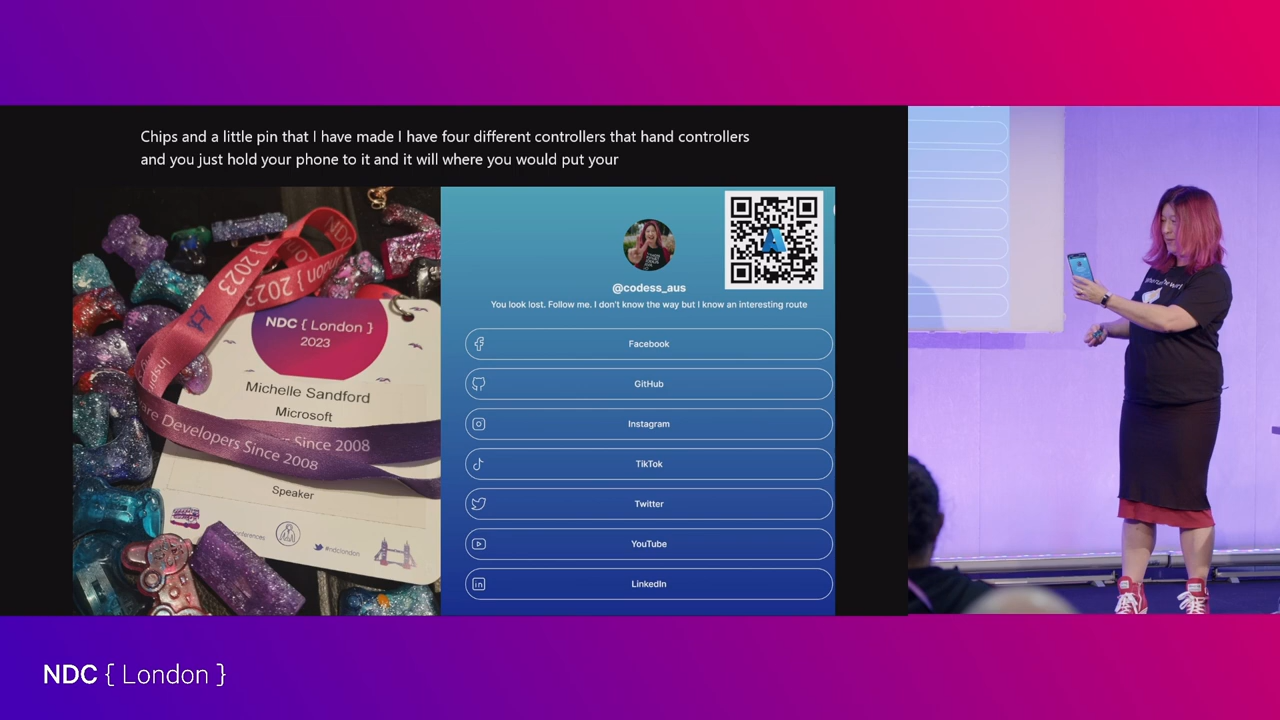 Chips and a little pin that I have made I have four different controllers that hand controllers
and you just hold your phone to it and it will where you would put your
NDC
London
2023
NDC { London }
2023
Michelle Sandford
Microsoft
are Developers Since 2008
Since 2008
Speaker
#ndclondon
@codess_aus
You look lost. Follow me. I don't know the way but I know an interesting route
Facebook
GitHub
Instagram
TikTok
Twitter
YouTube
LinkedIn
NDC { London }